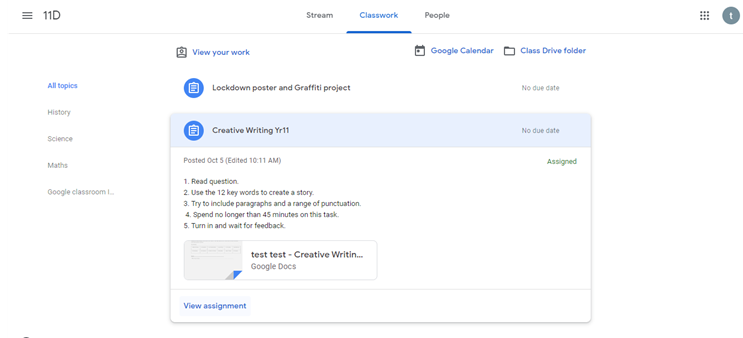 11D
Stream Classwork People
t
View your work
Google Calendar Class Drive folder
All topics
History
Science
Maths
Google classroom I...
Lockdown poster and Graffiti project No due date
Creative Writing Yr11 No due date
Posted Oct 5 (Edited 10:11 AM) Assigned
1. Read question.
2. Use the 12 key words to create a story.
3. Try to include paragraphs and a range of punctuation.
4. Spend no longer than 45 minutes on this task.
5. Turn in and wait for feedback.
test test - Creative Writin...
Google Docs
View assignment